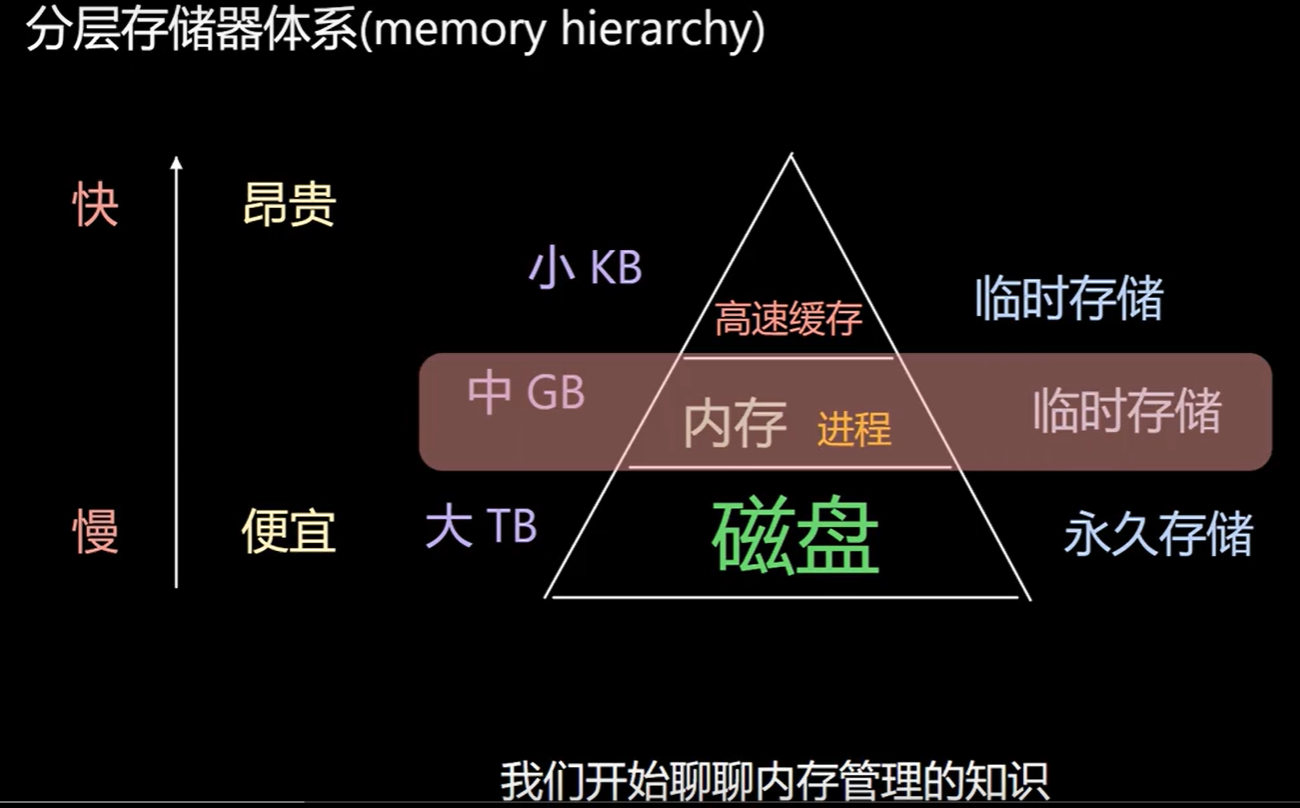 分层存储器体系(memory hierarchy)
快
昂贵
小 KB
高速缓存
临时存储
中 GB
内存 进程
临时存储
慢
便宜
大 TB
磁盘
永久存储
我们开始聊聊内存管理的知识